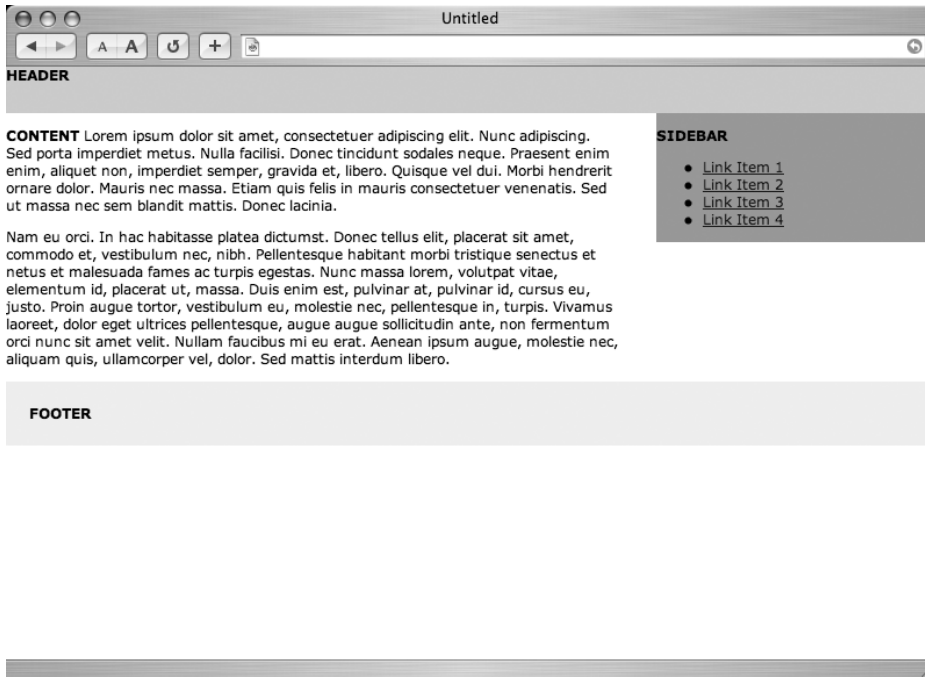 Untitled
A A
HEADER
CONTENT Lorem ipsum dolor sit amet, consectetuer adipiscing elit. Nunc adipiscing.
Sed porta imperdiet metus. Nulla facilisi. Donec tincidunt sodales neque. Praesent enim
enim, aliquet non, imperdiet semper, gravida et, libero. Quisque vel dui. Morbi hendrerit
ornare dolor. Mauris nec massa. Etiam quis felis in mauris consectetuer venenatis. Sed
ut massa nec sem blandit mattis. Donec lacinia.
Nam eu orci. In hac habitasse platea dictumst. Donec tellus elit, placerat sit amet,
commodo et, vestibulum nec, nibh. Pellentesque habitant morbi tristique senectus et
netus et malesuada fames ac turpis egestas. Nunc massa lorem, volutpat vitae,
elementum id, placerat ut, massa. Duis enim est, pulvinar at, pulvinar id, cursus eu,
justo. Proin augue tortor, vestibulum eu, molestie nec, pellentesque in, turpis. Vivamus
laoreet, dolor eget ultrices pellentesque, augue augue sollicitudin ante, non fermentum
orci nunc sit amet velit. Nullam faucibus mi eu erat. Aenean ipsum augue, molestie nec,
aliquam quis, ullamcorper vel, dolor. Sed mattis interdum libero.
SIDEBAR
Link Item 1
Link Item 2
Link Item 3
Link Item 4
FOOTER